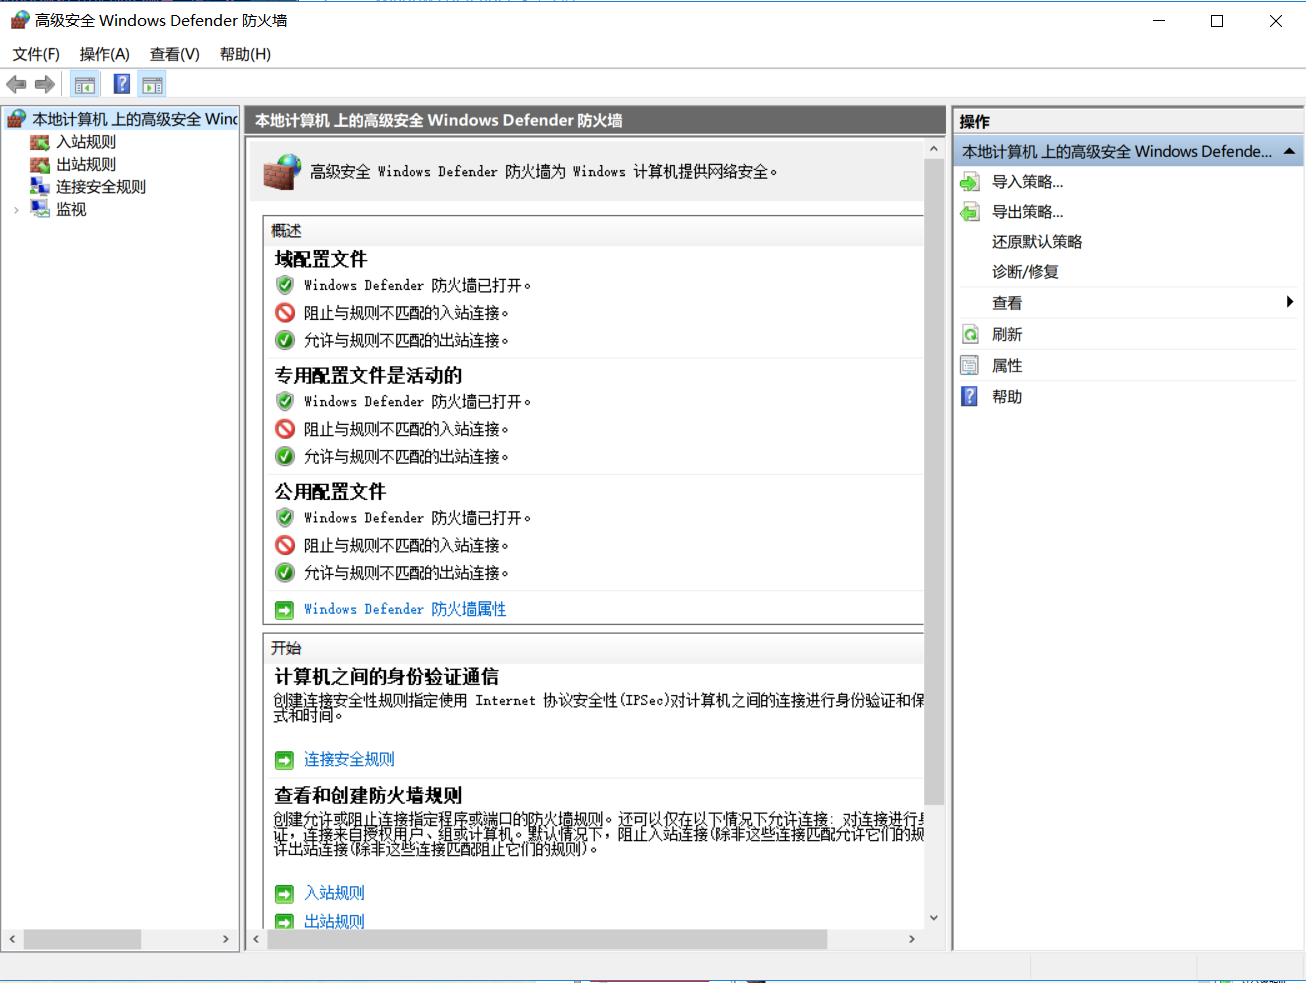 高级安全 Windows Defender 防火墙
文件(F) 操作(A) 查看(V) 帮助(H)
本地计算机 上的高级安全 Wind
入站规则
出站规则
连接安全规则
监视
本地计算机 上的高级安全 Windows Defender 防火墙
高级安全 Windows Defender 防火墙为 Windows 计算机提供网络安全。
概述
域配置文件
Windows Defender 防火墙已打开。
阻止与规则不匹配的入站连接。
允许与规则不匹配的出站连接。
专用配置文件是活动的
Windows Defender 防火墙已打开。
阻止与规则不匹配的入站连接。
允许与规则不匹配的出站连接。
公用配置文件
Windows Defender 防火墙已打开。
阻止与规则不匹配的入站连接。
允许与规则不匹配的出站连接。
Windows Defender 防火墙属性
开始
计算机之间的身份验证通信
创建连接安全性规则指定使用 Internet 协议安全性(IPSec)对计算机之间的连接进行身份验证和保
式和时间。
连接安全规则
查看和创建防火墙规则
创建允许或阻止连接指定程序或端口的防火墙规则。还可以仅在以下情况下允许连接: 对连接进行身
证，连接来自授权用户、组或计算机。默认情况下，阻止入站连接(除非这些连接匹配允许它们的规
许出站连接(除非这些连接匹配阻止它们的规则)。
入站规则
出站规则
操作
本地计算机 上的高级安全 Windows Defende...
导入策略...
导出策略...
还原默认策略
诊断/修复
查看
刷新
属性
帮助